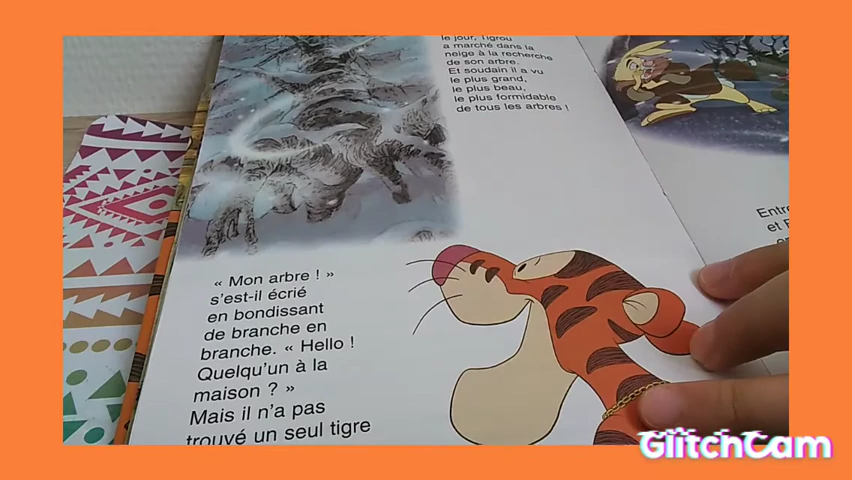 le jour, Tigrou
a marché dans la
neige à la recherche
de son arbre.
Et soudain il a vu
le plus grand,
le plus beau,
le plus formidable
de tous les arbres !
« Mon arbre ! »
s'est-il écrié
en bondissant
de branche en
branche. « Hello !
Quelqu'un à la
maison ? »
Mais il n'a pas
trouvé un seul tigre
Entre
et
GlitchCam